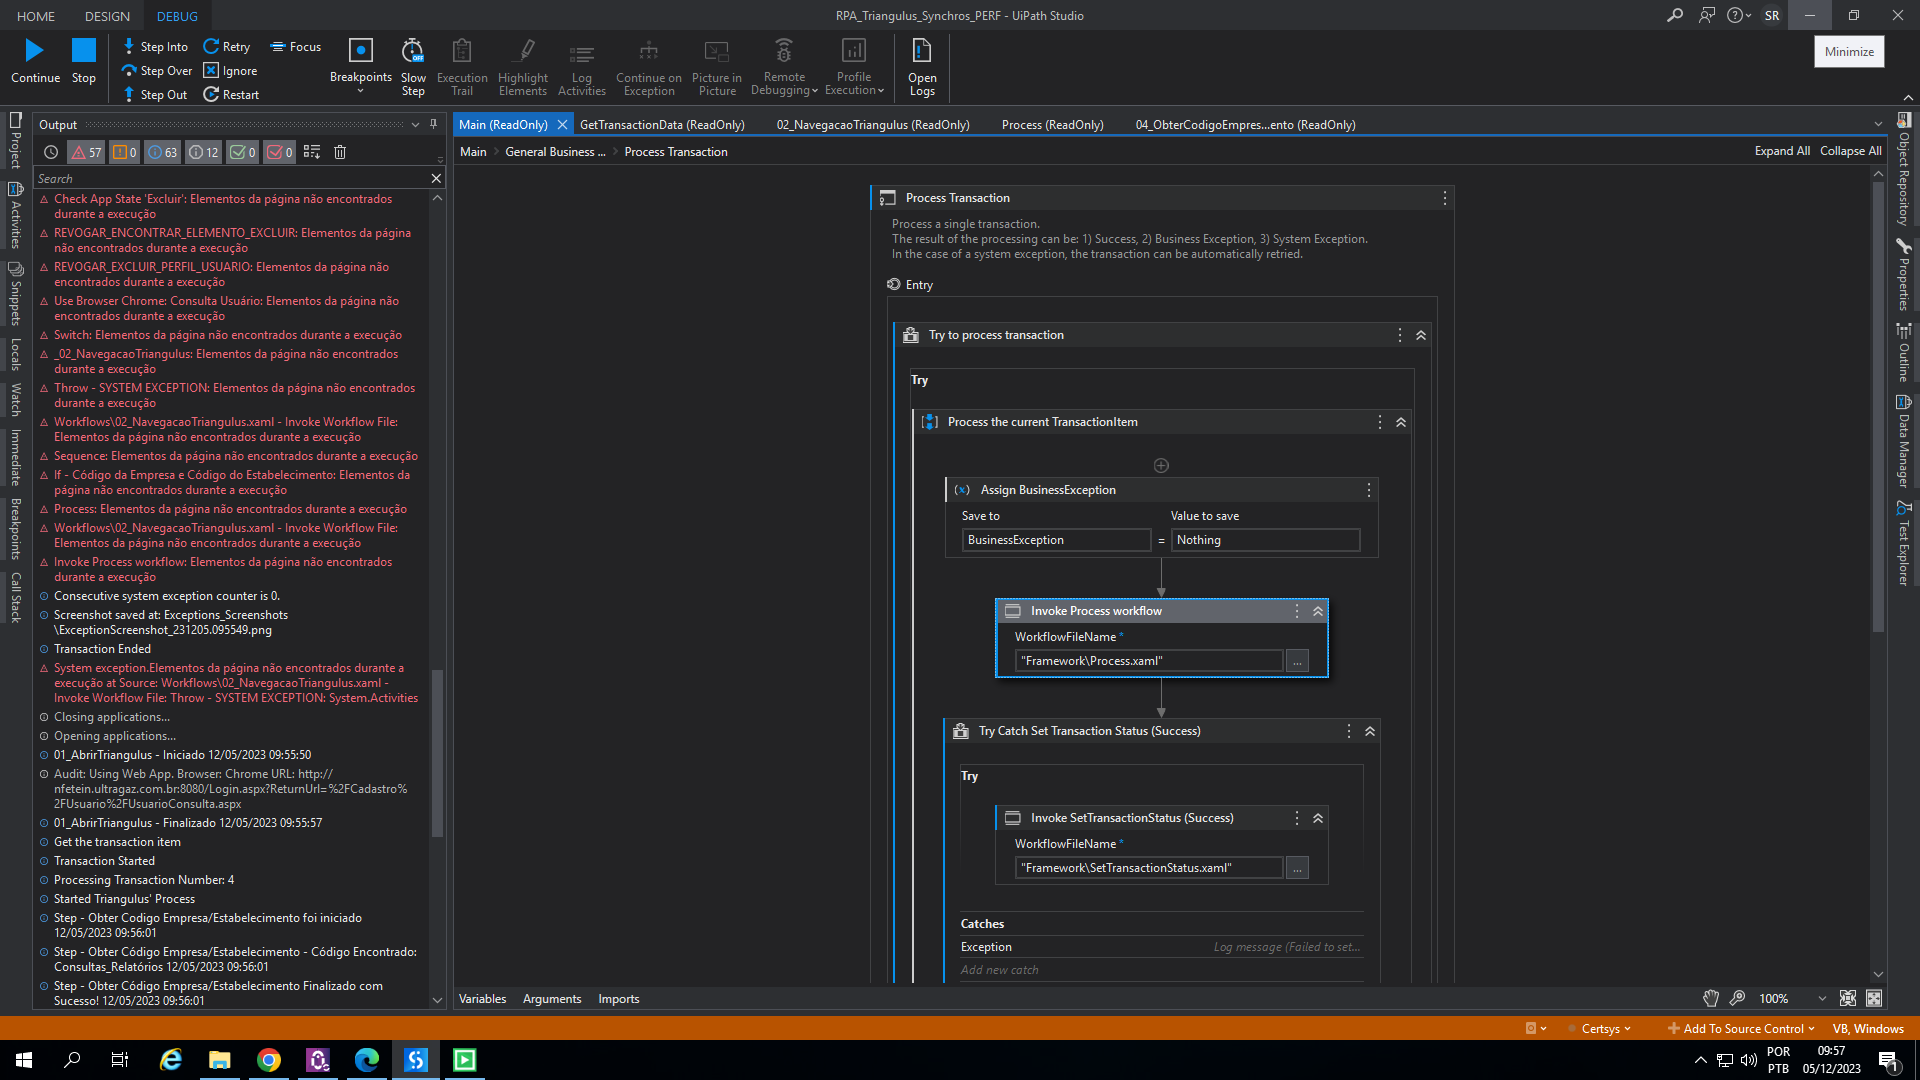 HOME DESIGN DEBUG
RPA_Triangulus_Synchros_PERF - UiPath Studio
SR
Minimize
Continue
Stop
Step Into
Step Over
Step Out
Retry
Ignore
Restart
Focus
Breakpoints
Slow
Step
Execution
Trail
Highlight
Elements
Log
Activities
Continue on
Exception
Picture in
Picture
Remote
Debugging
Profile
Execution
Open
Logs
Project
Activities
Snippets
Locals
Watch
Immediate
Breakpoints
Call Stack
Output
57 0 63 12 0 0
Search
Check App State 'Excluir': Elementos da página não encontrados
durante a execução
REVOGAR_ENCONTRAR_ELEMENTO_EXCLUIR: Elementos da página
não encontrados durante a execução
REVOGAR_EXCLUIR_PERFIL_USUARIO: Elementos da página não
encontrados durante a execução
Use Browser Chrome: Consulta Usuário: Elementos da página não
encontrados durante a execução
Switch: Elementos da página não encontrados durante a execução
_02_NavegacaoTriangulus: Elementos da página não encontrados
durante a execução
Throw - SYSTEM EXCEPTION: Elementos da página não encontrados
durante a execução
Workflows\02_NavegacaoTriangulus.xaml - Invoke Workflow File:
Elementos da página não encontrados durante a execução
Sequence: Elementos da página não encontrados durante a execução
If - Código da Empresa e Código do Estabelecimento: Elementos da
página não encontrados durante a execução
Process: Elementos da página não encontrados durante a execução
Workflows\02_NavegacaoTriangulus.xaml - Invoke Workflow File:
Elementos da página não encontrados durante a execução
Invoke Process workflow: Elementos da página não encontrados
durante a execução
Consecutive system exception counter is 0.
Screenshot saved at: Exceptions_Screenshots
\ExceptionScreenshot_231205.095549.png
Transaction Ended
System exception.Elementos da página não encontrados durante a
execução at Source: Workflows\02_NavegacaoTriangulus.xaml -
Invoke Workflow File: Throw - SYSTEM EXCEPTION: System.Activities
Closing applications...
Opening applications...
01_AbrirTriangulus - Iniciado 12/05/2023 09:55:50
Audit: Using Web App. Browser: Chrome URL: http://
nfetein.ultragaz.com.br:8080/Login.aspx?ReturnUrl=%2FCadastro%
2FUsuario%2FUsuarioConsulta.aspx
01_AbrirTriangulus - Finalizado 12/05/2023 09:55:57
Get the transaction item
Transaction Started
Processing Transaction Number: 4
Started Triangulus' Process
Step - Obter Codigo Empresa/Estabelecimento foi iniciado
12/05/2023 09:56:01
Step - Obter Código Empresa/Estabelecimento - Código Encontrado:
Consultas_Relatórios 12/05/2023 09:56:01
Step - Obter Código Empresa/Estabelecimento Finalizado com
Sucesso! 12/05/2023 09:56:01
Main (ReadOnly) GetTransactionData (ReadOnly) 02_NavegacaoTriangulus (ReadOnly) Process (ReadOnly) 04_ObterCodigoEmpres...ento (ReadOnly)
Main General Business ... Process Transaction
Expand All Collapse All
Process Transaction
Process a single transaction.
The result of the processing can be: 1) Success, 2) Business Exception, 3) System Exception.
In the case of a system exception, the transaction can be automatically retried.
Entry
Try to process transaction
Try
Process the current TransactionItem
(x) Assign BusinessException
Save to Value to save
BusinessException = Nothing
Invoke Process workflow
WorkflowFileName *
"Framework\Process.xaml" ...
Try Catch Set Transaction Status (Success)
Try
Invoke SetTransactionStatus (Success)
WorkflowFileName *
"Framework\SetTransactionStatus.xaml" ...
Catches
Exception Log message (Failed to set...
Add new catch
Variables Arguments Imports
100%
Object Repository
Properties
Outline
Data Manager
Test Explorer
Certsys Add To Source Control VB, Windows
POR
PTB
09:57
05/12/2023
1